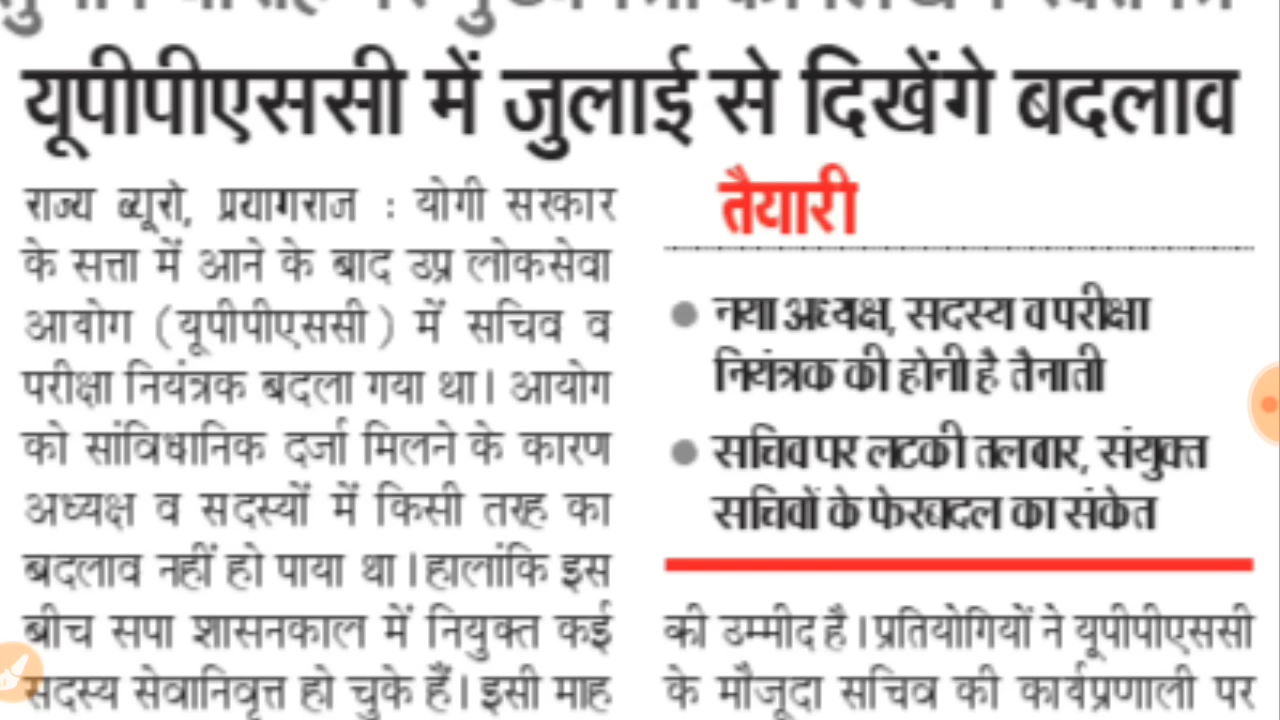 यूपीपीएससी में जुलाई से दिखेंगे बदलाव
राज्य ब्यूरो, प्रयागराज : योगी सरकार
के सत्ता में आने के बाद उप्र लोकसेवा
आयोग (यूपीपीएससी) में सचिव व
परीक्षा नियंत्रक बदला गया था। आयोग
को सांविधानिक दर्जा मिलने के कारण
अध्यक्ष व सदस्यों में किसी तरह का
बदलाव नहीं हो पाया था। हालांकि इस
बीच सपा शासनकाल में नियुक्त कई
सदस्य सेवानिवृत्त हो चुके हैं। इसी माह
तैयारी
● नया अध्यक्ष, सदस्य व परीक्षा
नियंत्रक की होनी है तैनाती
● सचिव पर लटकी तलवार, संयुक्त
सचिवों के फेरबदल का संकेत
की उम्मीद है। प्रतियोगियों ने यूपीपीएससी
के मौजूदा सचिव की कार्यप्रणाली पर